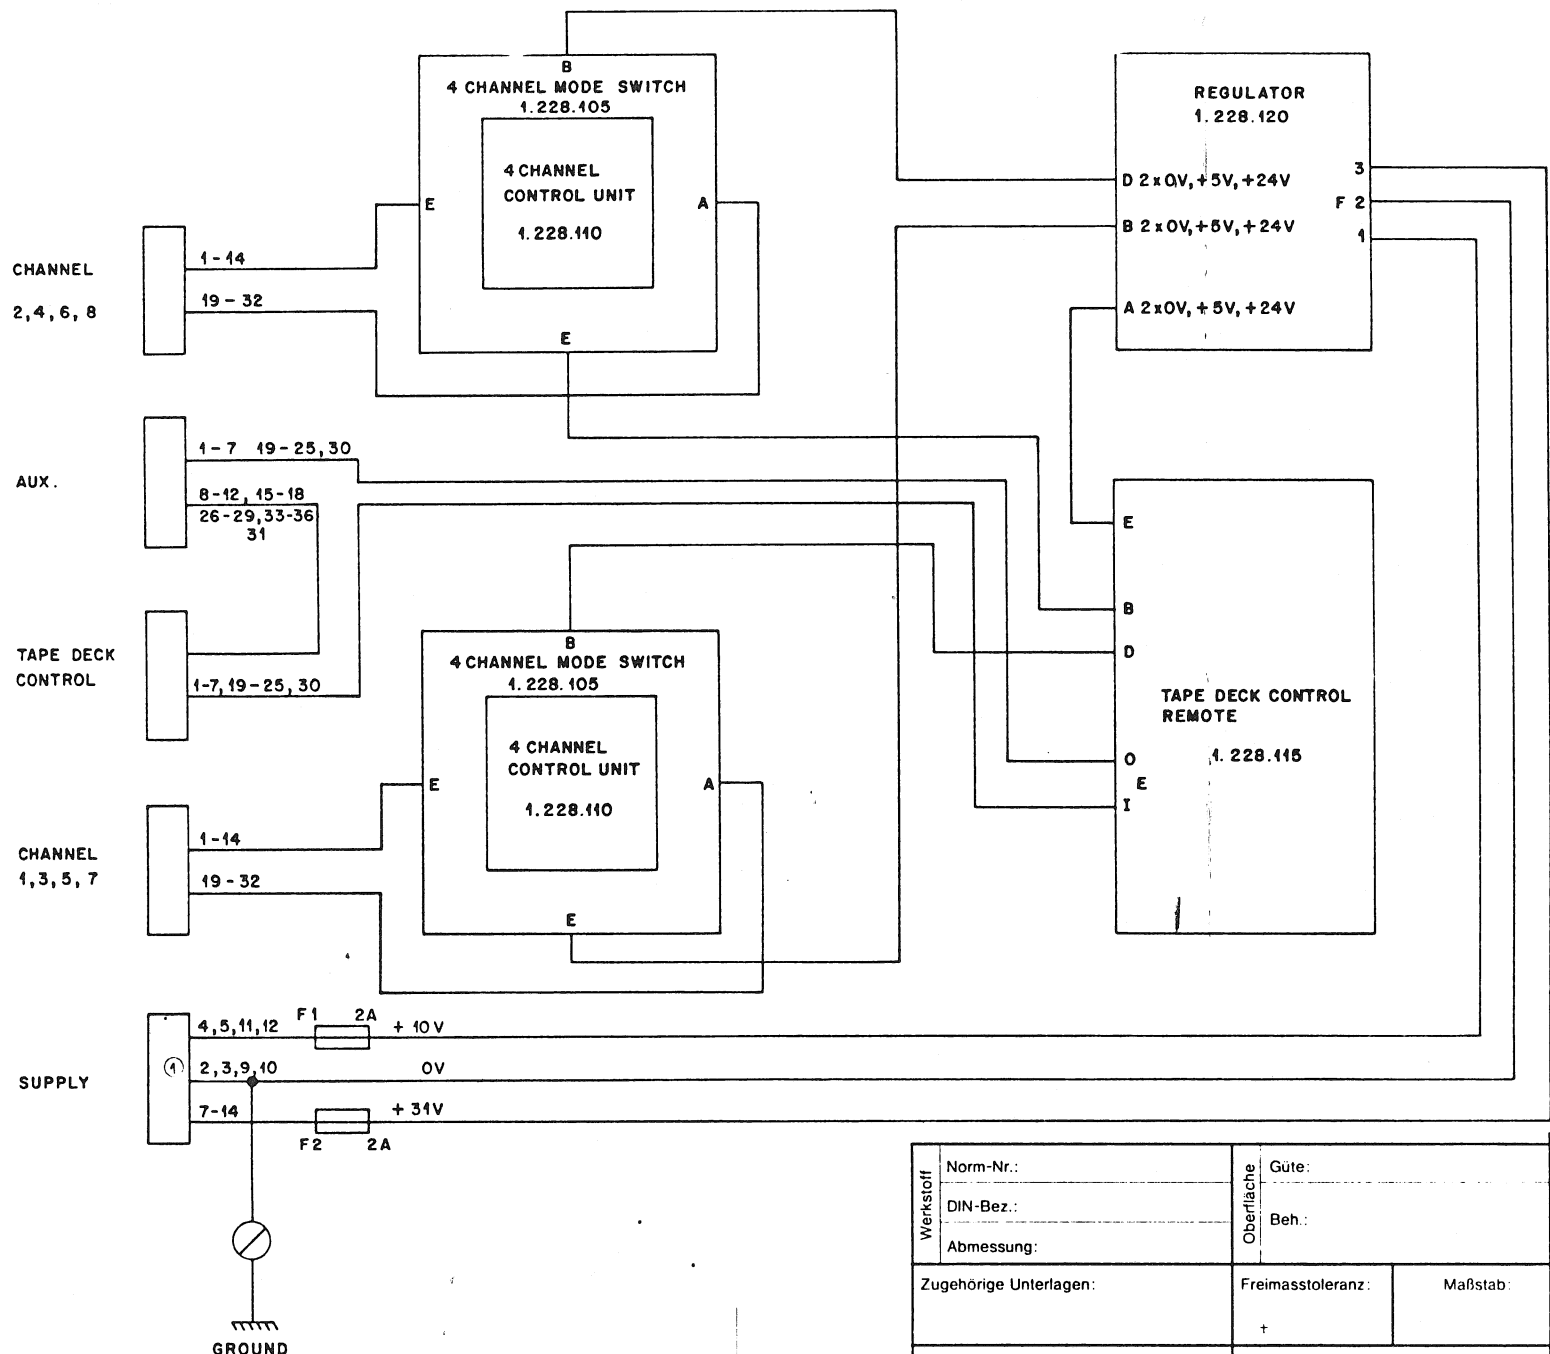 B
4 CHANNEL MODE SWITCH
1.228.105
4 CHANNEL
CONTROL UNIT
1.228.110
E
A
E
REGULATOR
1.228.120
3
D 2x0V,+5V,+24V
F 2
B 2x0V,+5V,+24V
1
A 2x0V,+5V,+24V
CHANNEL
2,4,6,8
1-14
19-32
AUX.
1-7 19-25,30
8-12, 15-18
26-29,33-36
31
TAPE DECK
CONTROL
1-7,19-25,30
B
4 CHANNEL MODE SWITCH
1.228.105
4 CHANNEL
CONTROL UNIT
1.228.110
E
A
E
E
B
D
TAPE DECK CONTROL
REMOTE
1.228.115
O
E
I
CHANNEL
1,3,5,7
1-14
19-32
SUPPLY
1
4,5,11,12
F1 2A
+10V
2,3,9,10
0V
7-14
+31V
F2 2A
GROUND
Werkstoff
Norm-Nr.:
DIN-Bez.:
Abmessung:
Oberfläche
Güte:
Beh.:
Zugehörige Unterlagen:
Freimasstoleranz:
+
Maßstab: